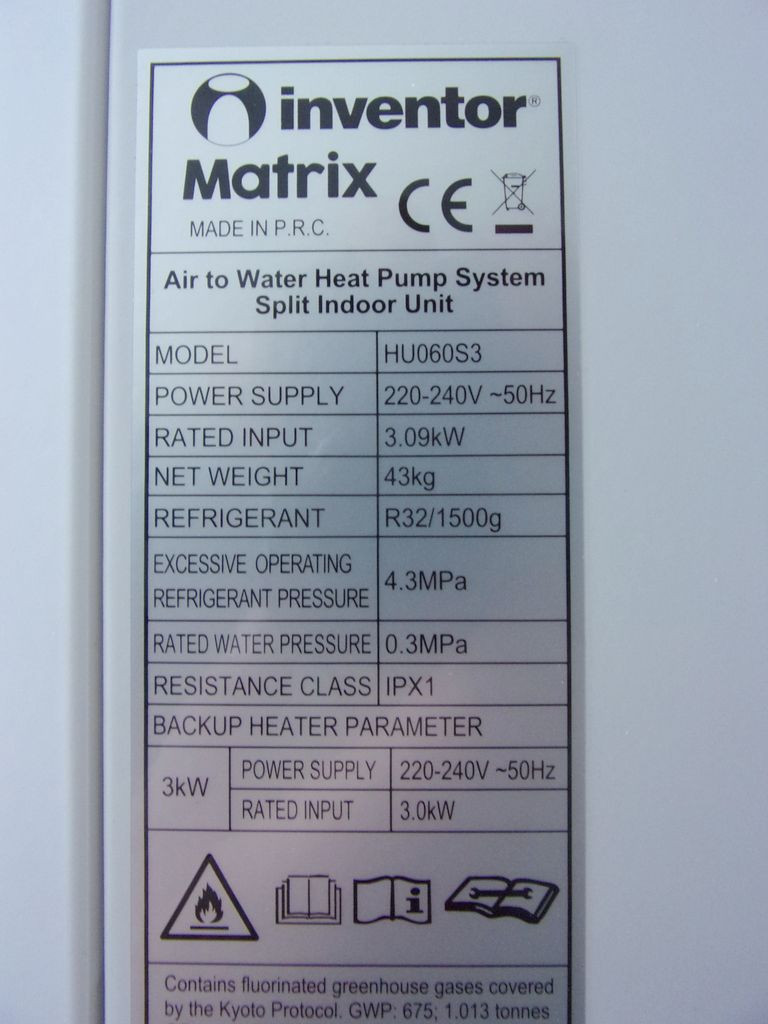 inventor®
Matrix
CE
MADE IN P.R.C.
Air to Water Heat Pump System
Split Indoor Unit
MODEL HU060S3
POWER SUPPLY 220-240V ~50Hz
RATED INPUT 3.09kW
NET WEIGHT 43kg
REFRIGERANT R32/1500g
EXCESSIVE OPERATING
REFRIGERANT PRESSURE 4.3MPa
RATED WATER PRESSURE 0.3MPa
RESISTANCE CLASS IPX1
BACKUP HEATER PARAMETER
3kW POWER SUPPLY 220-240V ~50Hz
RATED INPUT 3.0kW
Contains fluorinated greenhouse gases covered
by the Kyoto Protocol. GWP: 675; 1.013 tonnes